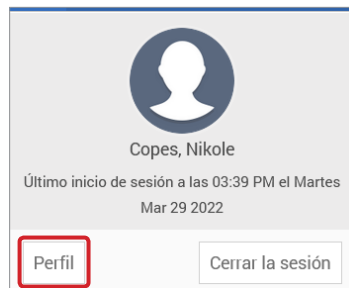 Copes, Nikole
Último inicio de sesión a las 03:39 PM el Martes
Mar 29 2022
Perfil
Cerrar la sesión